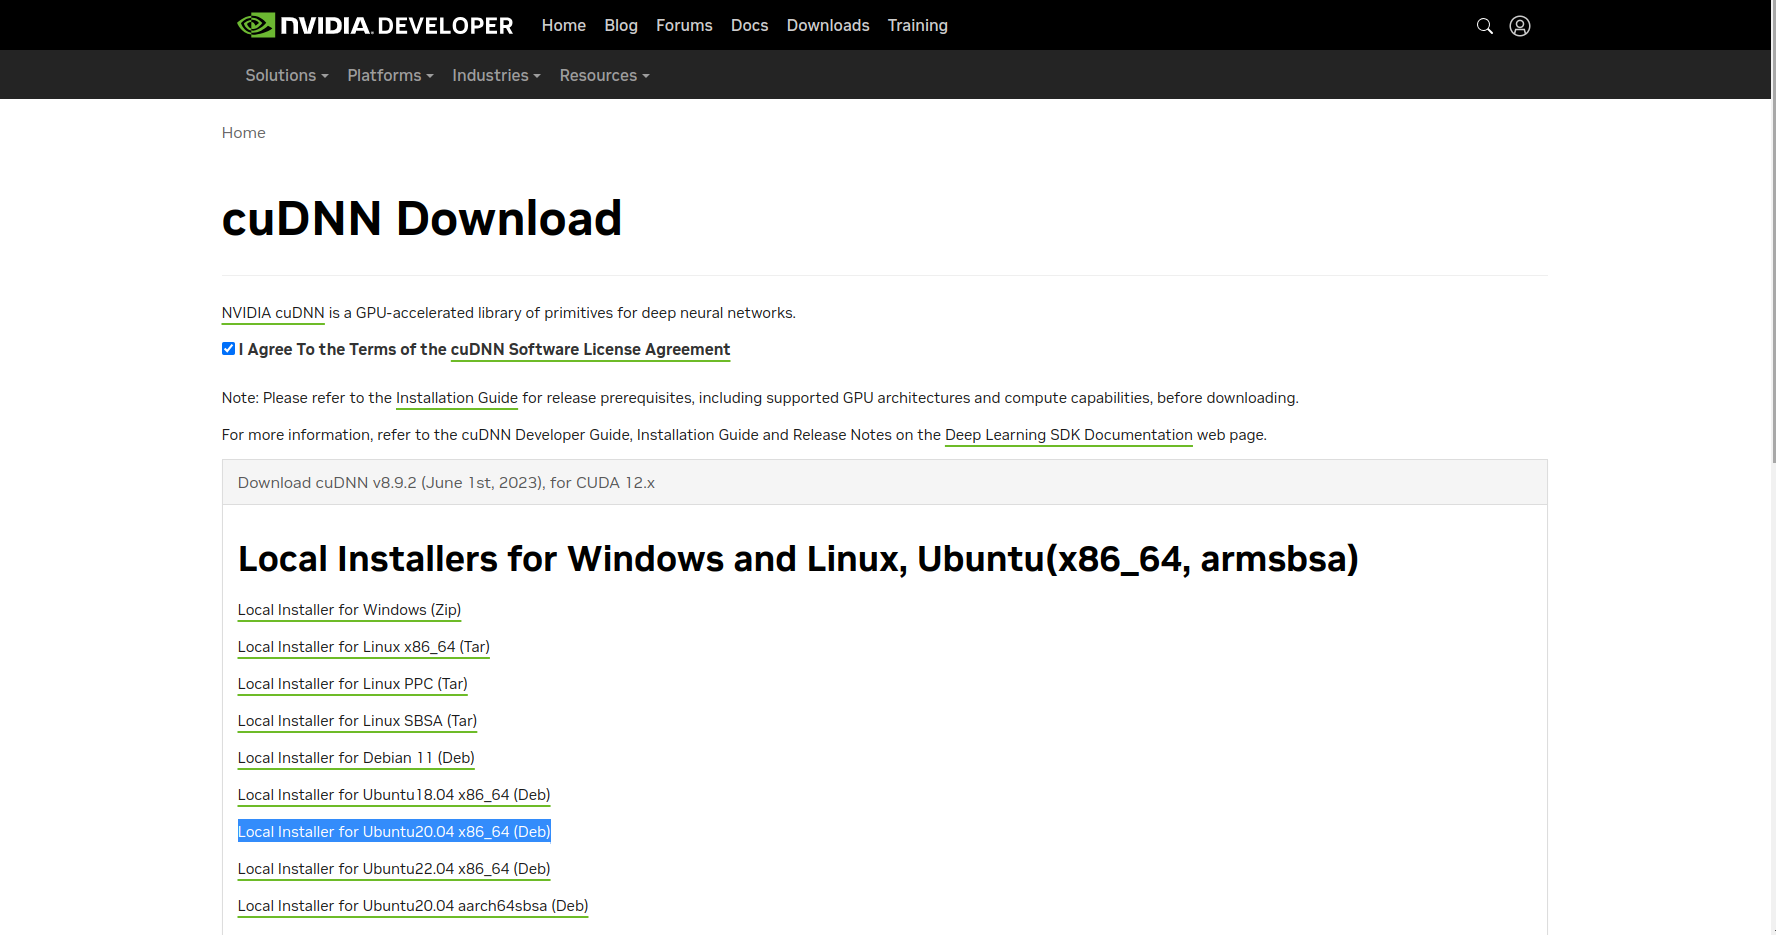 NVIDIA. DEVELOPER Home Blog Forums Docs Downloads Training
Solutions Platforms Industries Resources
Home
cuDNN Download
NVIDIA cuDNN is a GPU-accelerated library of primitives for deep neural networks.
I Agree To the Terms of the cuDNN Software License Agreement
Note: Please refer to the Installation Guide for release prerequisites, including supported GPU architectures and compute capabilities, before downloading.
For more information, refer to the cuDNN Developer Guide, Installation Guide and Release Notes on the Deep Learning SDK Documentation web page.
Download cuDNN v8.9.2 (June 1st, 2023), for CUDA 12.x
Local Installers for Windows and Linux, Ubuntu(x86_64, armsbsa)
Local Installer for Windows (Zip)
Local Installer for Linux x86_64 (Tar)
Local Installer for Linux PPC (Tar)
Local Installer for Linux SBSA (Tar)
Local Installer for Debian 11 (Deb)
Local Installer for Ubuntu18.04 x86_64 (Deb)
Local Installer for Ubuntu20.04 x86_64 (Deb)
Local Installer for Ubuntu22.04 x86_64 (Deb)
Local Installer for Ubuntu20.04 aarch64sbsa (Deb)